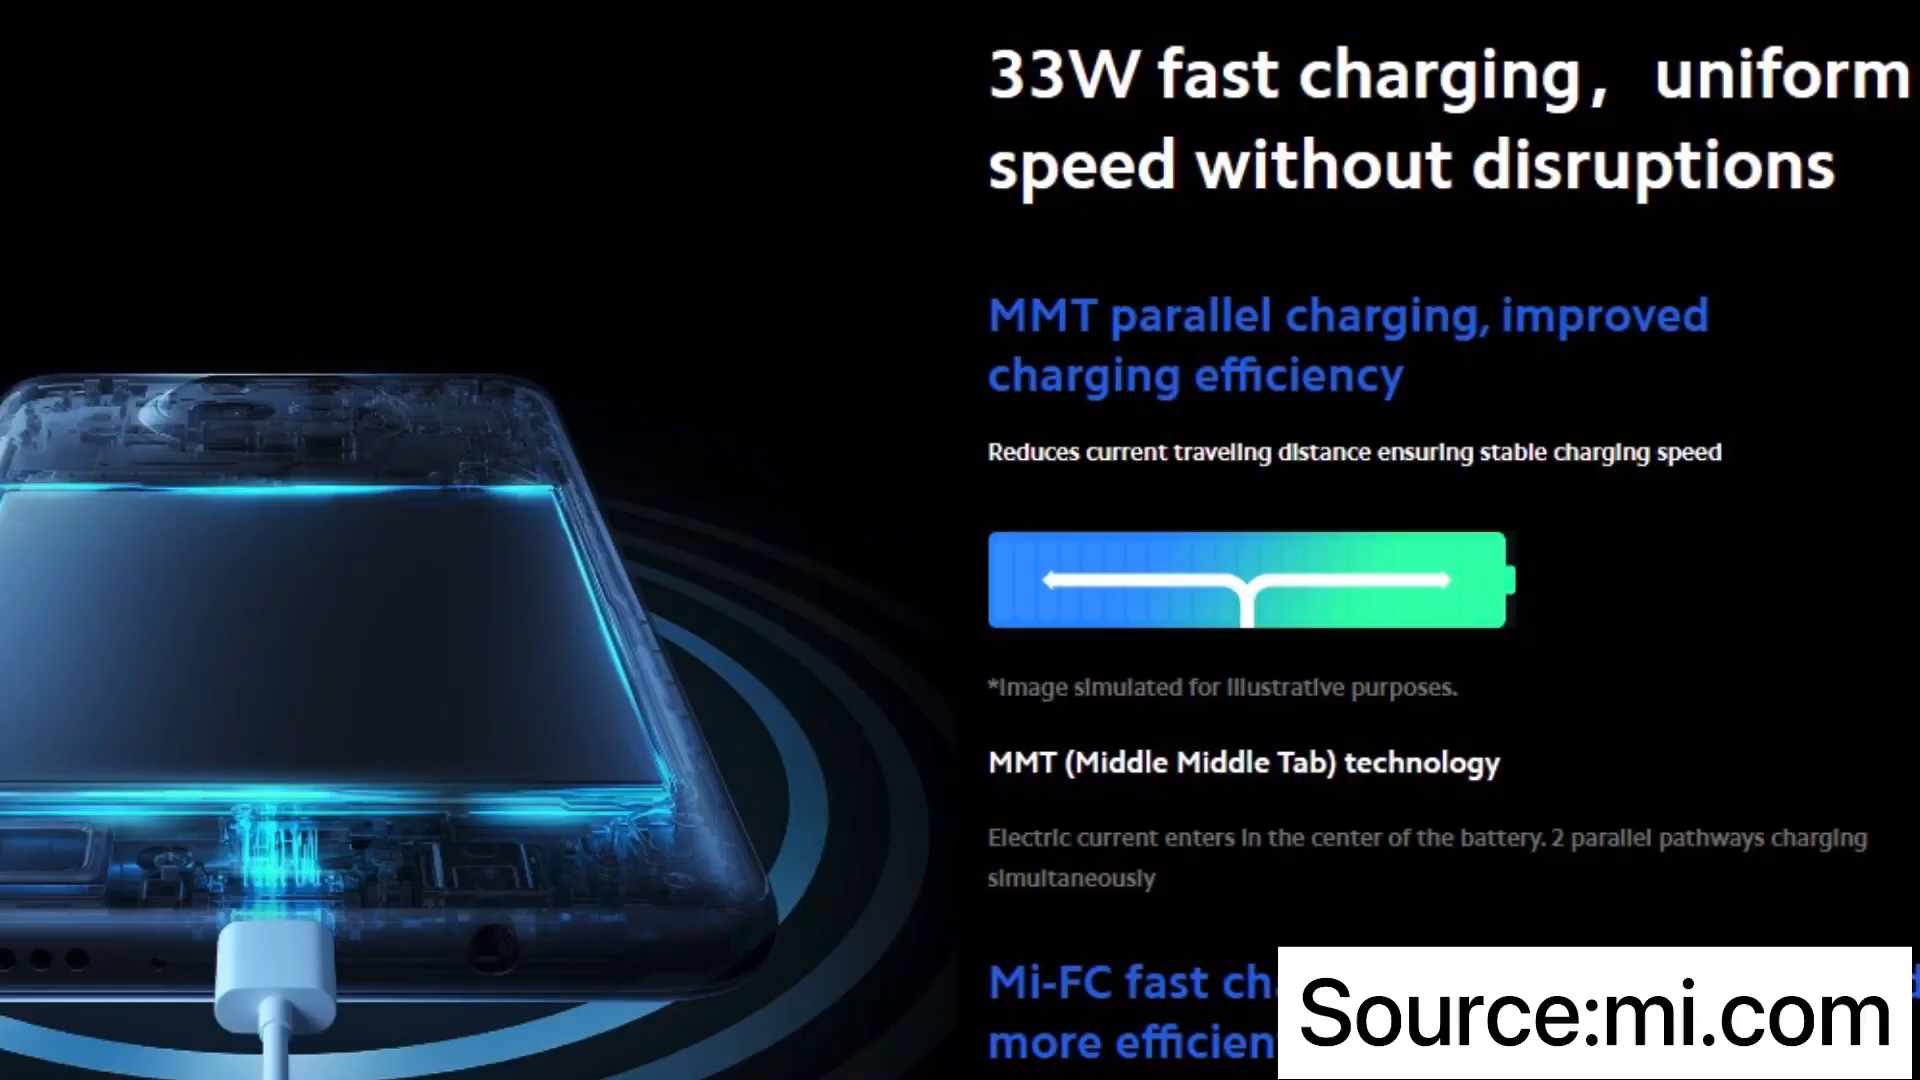 33W fast charging, uniform
speed without disruptions
MMT parallel charging, improved
charging efficiency
Reduces current traveling distance ensuring stable charging speed
*Image simulated for illustrative purposes.
MMT (Middle Middle Tab) technology
Electric current enters in the center of the battery. 2 parallel pathways charging
simultaneously
Mi-FC fast
more
Source:mi.com